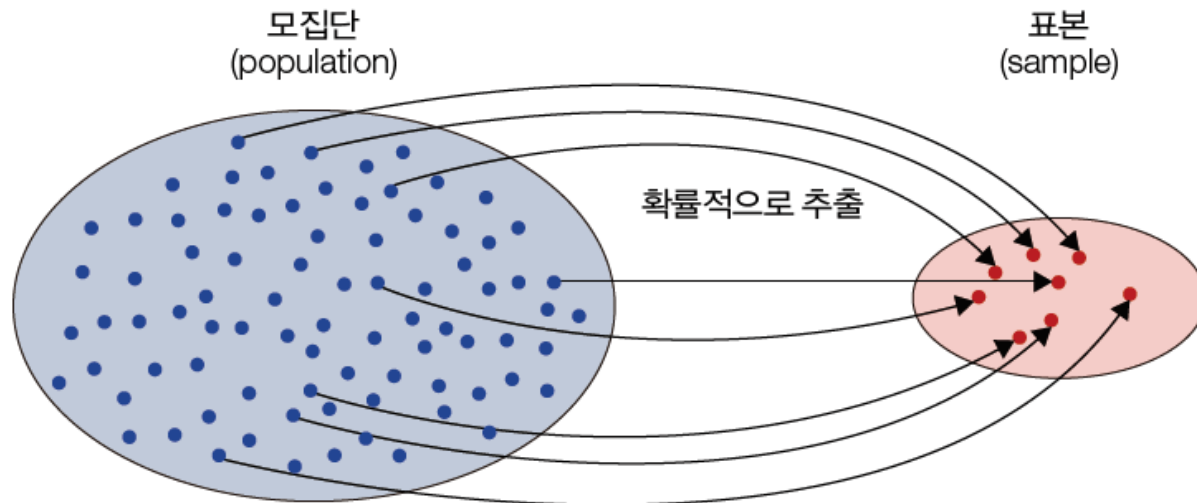 모집단
(population)
표본
(sample)
확률적으로 추출